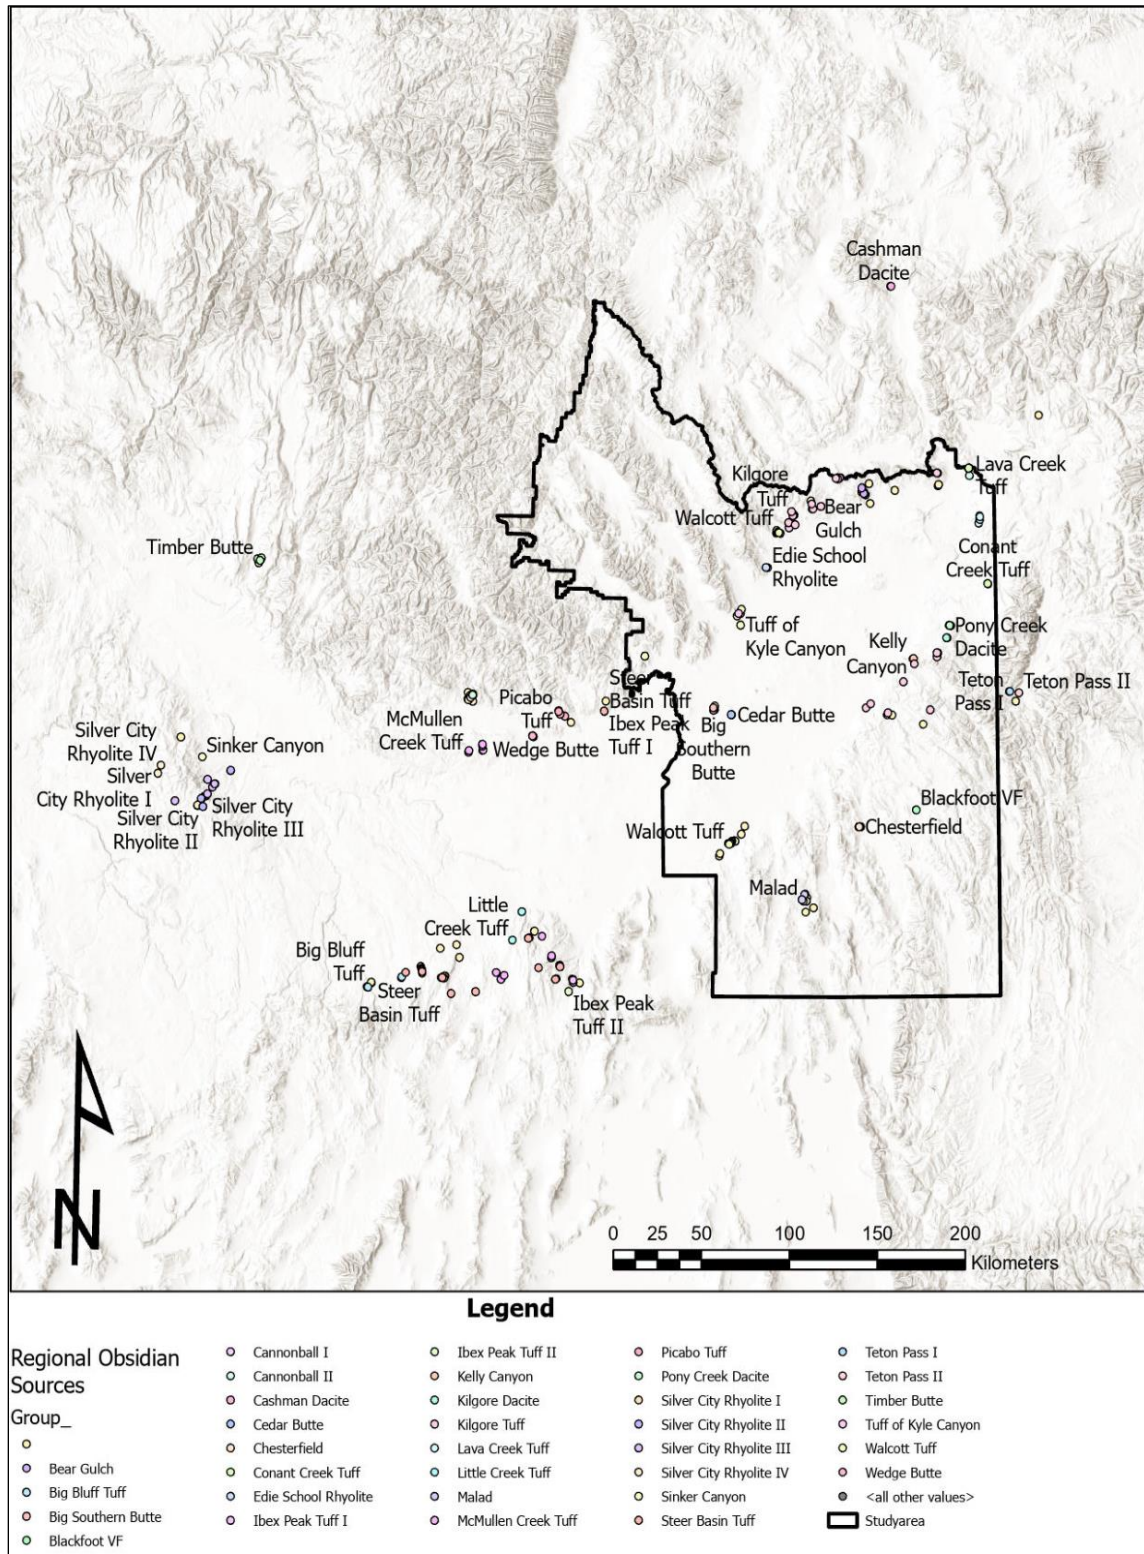 Cashman
Dacite
Lava Creek
Tuff
Kilgore
Tuff
Walcott Tuff
Bear
Gulch
Edie School
Rhyolite
Conant
Creek Tuff
Timber Butte
Tuff of
Kyle Canyon
Pony Creek
Dacite
Kelly
Canyon
Teton
Pass I
Teton Pass II
Steer
Basin Tuff
Ibex Peak
Tuff I
Picabo
Tuff
McMullen
Creek Tuff
Wedge Butte
Big
Southern
Butte
Cedar Butte
Silver City
Rhyolite IV
Sinker Canyon
Silver
City Rhyolite I
Silver City
Rhyolite II
Silver City
Rhyolite III
Blackfoot VF
Walcott Tuff
Chesterfield
Malad
Little
Creek Tuff
Big Bluff
Tuff
Steer
Basin Tuff
Ibex Peak
Tuff II
N
0 25 50 100 150 200
Kilometers
Legend
Regional Obsidian
Sources
Group_
Bear Gulch
Big Bluff Tuff
Big Southern Butte
Blackfoot VF
Cannonball I
Cannonball II
Cashman Dacite
Cedar Butte
Chesterfield
Conant Creek Tuff
Edie School Rhyolite
Ibex Peak Tuff I
Ibex Peak Tuff II
Kelly Canyon
Kilgore Dacite
Kilgore Tuff
Lava Creek Tuff
Little Creek Tuff
Malad
McMullen Creek Tuff
Picabo Tuff
Pony Creek Dacite
Silver City Rhyolite I
Silver City Rhyolite II
Silver City Rhyolite III
Silver City Rhyolite IV
Sinker Canyon
Steer Basin Tuff
Teton Pass I
Teton Pass II
Timber Butte
Tuff of Kyle Canyon
Walcott Tuff
Wedge Butte
<all other values>
Studyarea